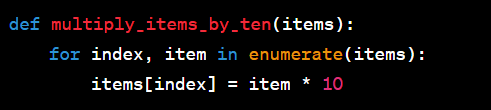 def multiply_items_by_ten(items):
    for index, item in enumerate(items):
        items[index] = item * 10